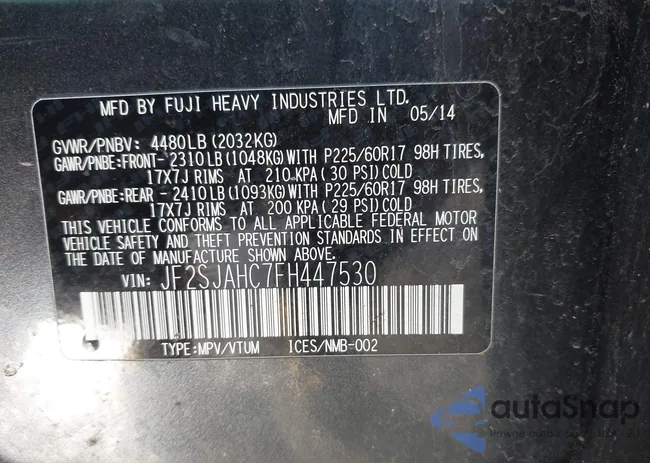 MFD BY FUJI HEAVY INDUSTRIES LTD.
MFD IN 05/14
GVWR/PNBV: 4480LB (2032KG)
GAWR/PNBE:FRONT- 2310LB (1048KG) WITH P225/60R17 98H TIRES,
17X7J RIMS AT 210 KPA (30 PSI) COLD
GAWR/PNBE:REAR - 2410LB (1093KG) WITH P225/60R17 98H TIRES,
17X7J RIMS AT 200 KPA (29 PSI) COLD
THIS VEHICLE CONFORMS TO ALL APPLICABLE FEDERAL MOTOR
VEHICLE SAFETY AND THEFT PREVENTION STANDARDS IN EFFECT ON
THE DATE OF MANUFACTURE SHOWN ABOVE.
VIN: JF2SJAHC7FH447530
TYPE:MPV/VTUM ICES/NMB-002
autoSnap